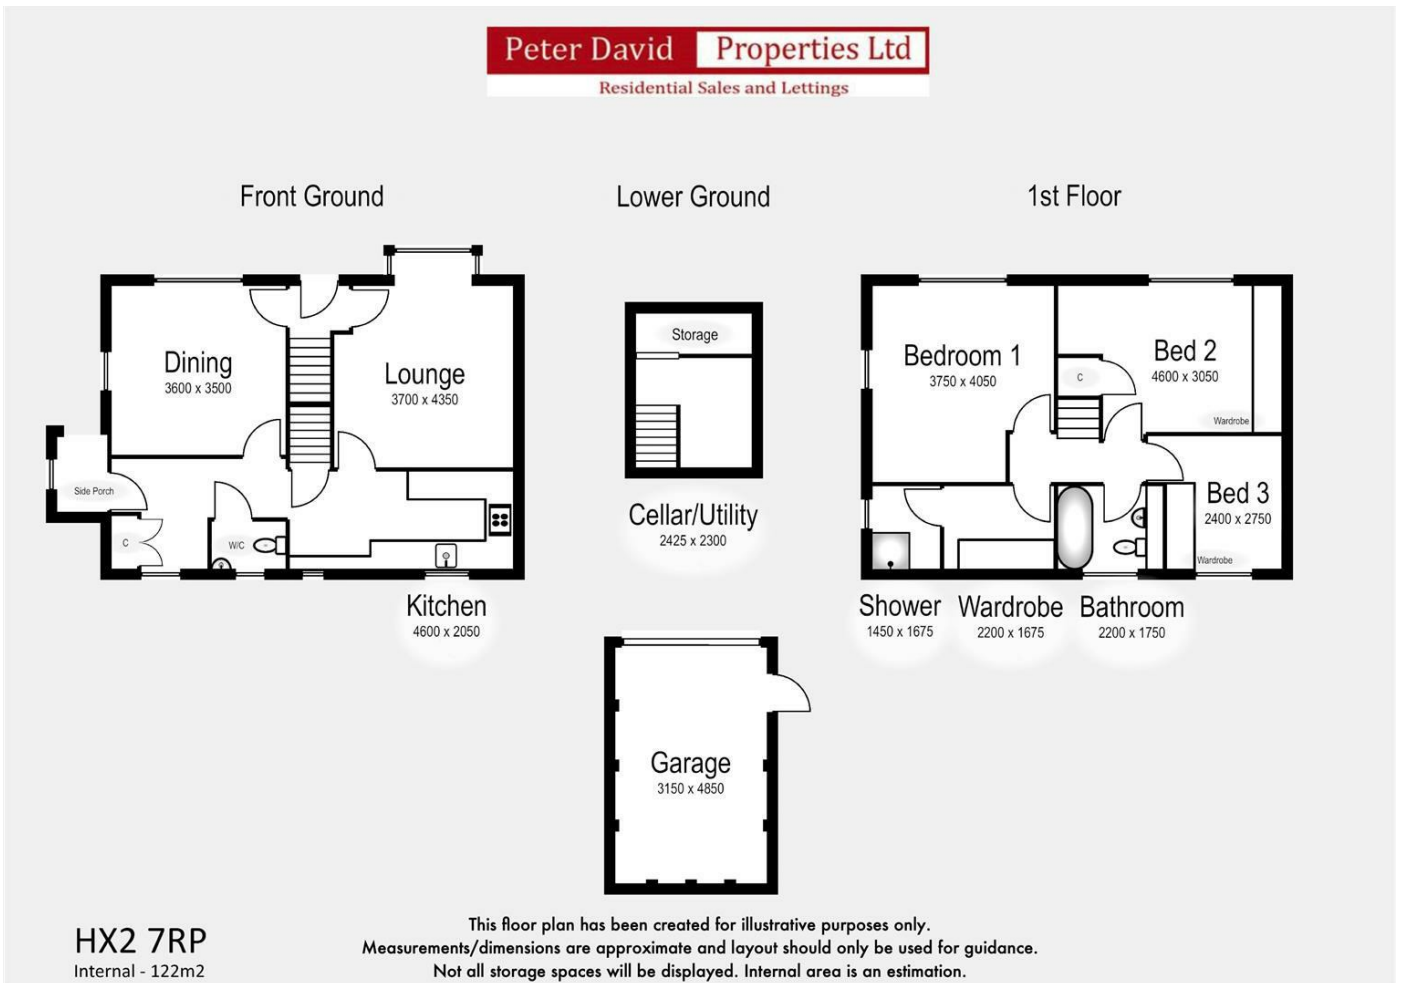 Peter David Properties Ltd
Residential Sales and Lettings
Front Ground
Lower Ground
1st Floor
Dining
3600 x 3500
Lounge
3700 x 4350
Side Porch
C
W/C
Kitchen
4600 x 2050
Storage
Cellar/Utility
2425 x 2300
Bedroom 1
3750 x 4050
Bed 2
4600 x 3050
C
Wardrobe
Bed 3
2400 x 2750
Wardrobe
Shower
1450 x 1675
Wardrobe
2200 x 1675
Bathroom
2200 x 1750
Garage
3150 x 4850
HX2 7RP
Internal - 122m2
This floor plan has been created for illustrative purposes only.
Measurements/dimensions are approximate and layout should only be used for guidance.
Not all storage spaces will be displayed. Internal area is an estimation.